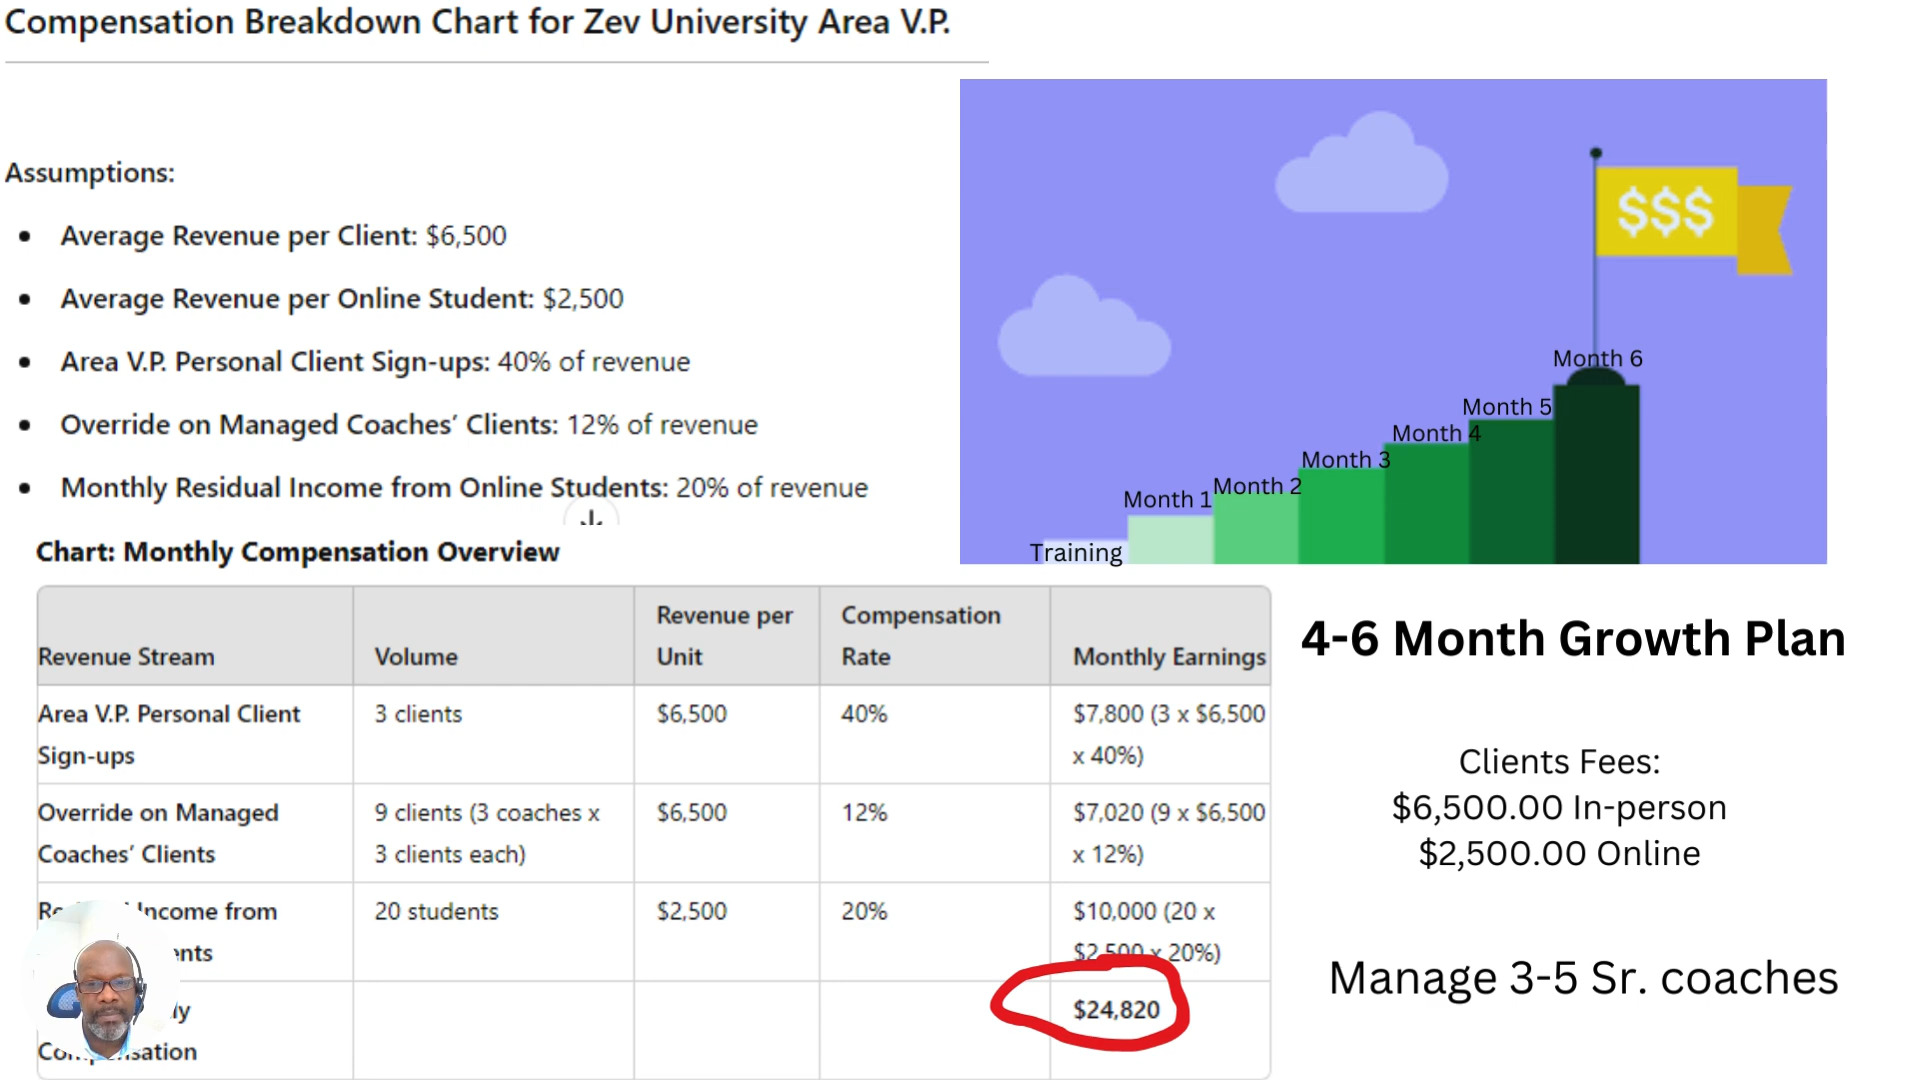 Compensation Breakdown Chart for Zev University Area V.P.
Assumptions:
Average Revenue per Client: $6,500
Average Revenue per Online Student: $2,500
Area V.P. Personal Client Sign-ups: 40% of revenue
Override on Managed Coaches’ Clients: 12% of revenue
Monthly Residual Income from Online Students: 20% of revenue
$$$
Month 6
Month 5
Month 4
Month 3
Month 2
Month 1
Training
Chart: Monthly Compensation Overview
Revenue Stream
Volume
Revenue per
Unit
Compensation
Rate
Monthly Earnings
Area V.P. Personal Client
Sign-ups
3 clients
$6,500
40%
$7,800 (3 x $6,500
x 40%)
Override on Managed
Coaches’ Clients
9 clients (3 coaches x
3 clients each)
$6,500
12%
$7,020 (9 x $6,500
x 12%)
Income from
20 students
$2,500
20%
$10,000 (20 x
$2,500 x 20%)
$24,820
4-6 Month Growth Plan
Clients Fees:
$6,500.00 In-person
$2,500.00 Online
Manage 3-5 Sr. coaches